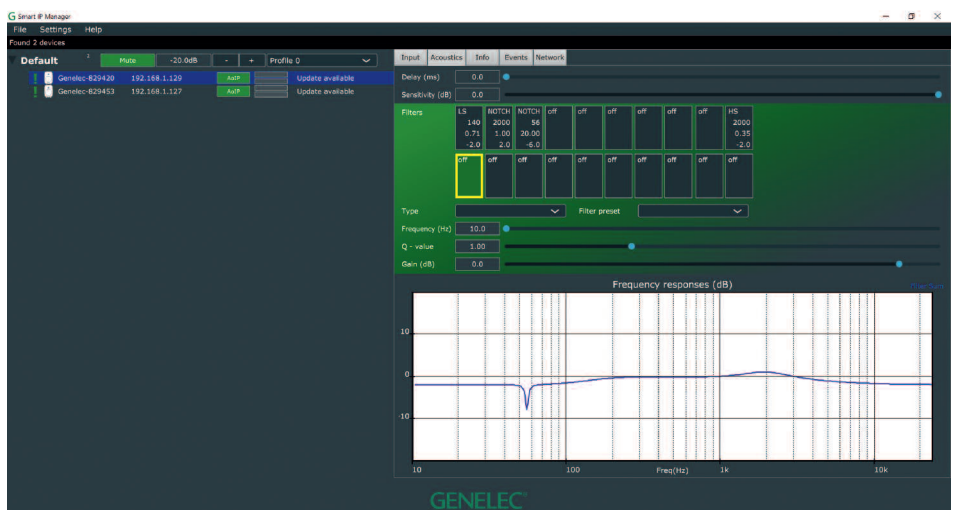 G Smart IP Manager
File Settings Help
Found 2 devices
Default 2 Mute -20.0dB - + Profile 0
Genelec-829420 192.168.1.129 AoIP Update available
Genelec-829453 192.168.1.127 AoIP Update available
Input Acoustics Info Events Network
Delay (ms) 0.0
Sensitivity (dB) 0.0
Filters LS NOTCH NOTCH off off off off off off HS
140 2000 56 2000
0.71 1.00 20.00 0.35
-2.0 2.0 -6.0 -2.0
off off off off off off off off off off
Type Filter preset
Frequency (Hz) 10.0
Q - value 1.00
Gain (dB) 0.0
Frequency responses (dB)
10
0
-10
10 100 Freq(Hz) 1k 10k
GENELEC